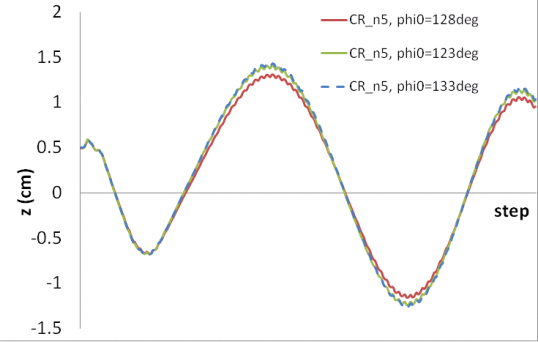 2
CR_n5, phi0=128deg
1.5
CR_n5, phi0=123deg
CR_n5, phi0=133deg
1
0.5
z (cm)
0
step
-0.5
-1
-1.5